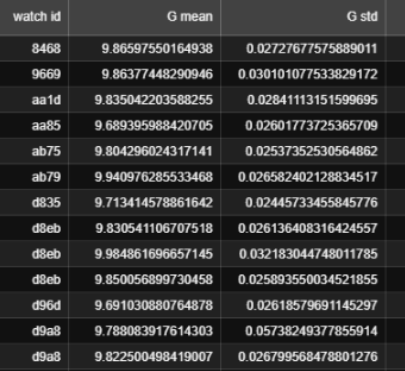 watch id G mean G std
8468 9.86597550164938 0.02727677575889011
9669 9.86377448290946 0.030101077533829172
aa1d 9.835042203588255 0.02841113151599695
aa85 9.689395988420705 0.02601773725365709
ab75 9.804296024317141 0.02537352530564862
ab79 9.940976285533468 0.026582402128834517
d835 9.713414578861642 0.02445733455845776
d8eb 9.830541106707518 0.026136408316424557
d8eb 9.984861696657145 0.032183044748011785
d8eb 9.850056899730458 0.025893550034521855
d96d 9.691030880764878 0.02618579691145297
d9a8 9.788083917614303 0.05738249377855914
d9a8 9.822500498419007 0.026799568478801276